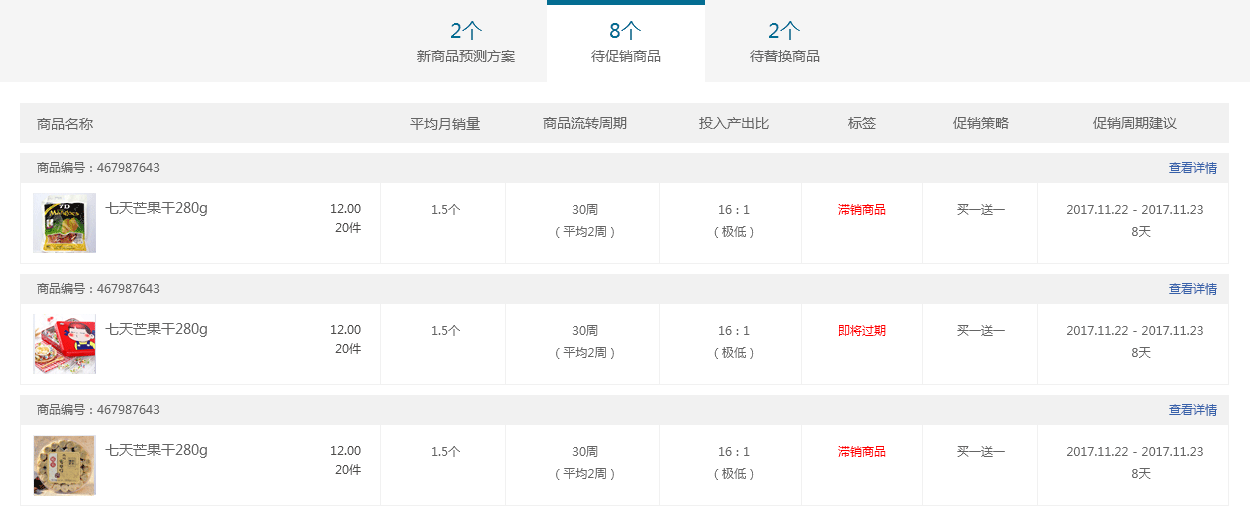 2个 8个 2个
新商品预测方案 待促销商品 待替换商品
商品名称 平均月销量 商品流转周期 投入产出比 标签 促销策略 促销周期建议
商品编号：467987643 查看详情
七天芒果干280g 12.00 1.5个 30周 16 : 1 滞销商品 买一送一 2017.11.22 - 2017.11.23
20件 （平均2周） （极低） 8天
7D
Mangoes
商品编号：467987643 查看详情
七天芒果干280g 12.00 1.5个 30周 16 : 1 即将过期 买一送一 2017.11.22 - 2017.11.23
20件 （平均2周） （极低） 8天
商品编号：467987643 查看详情
七天芒果干280g 12.00 1.5个 30周 16 : 1 滞销商品 买一送一 2017.11.22 - 2017.11.23
20件 （平均2周） （极低） 8天